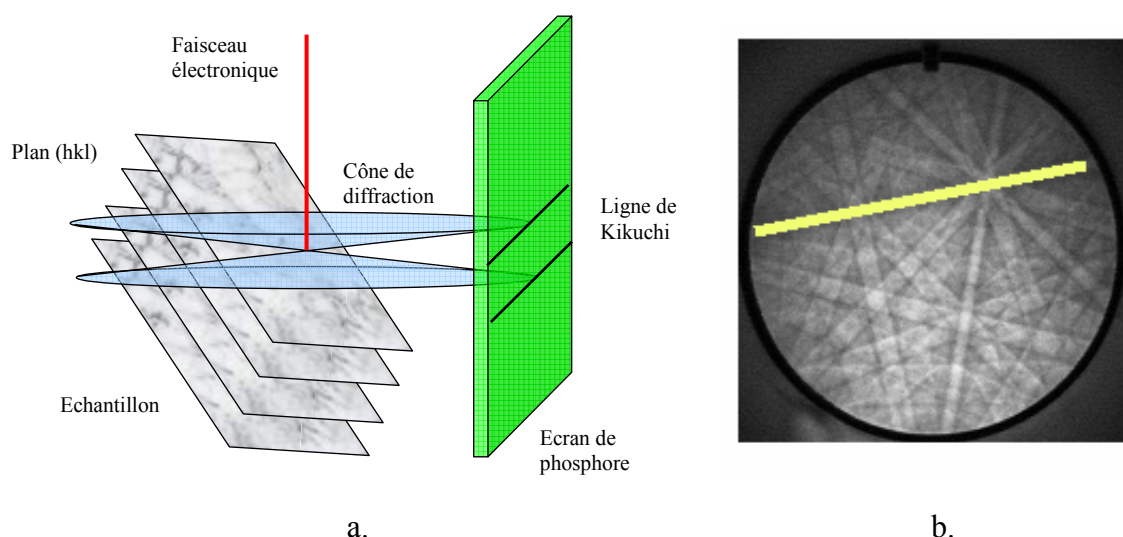 Faisceau
électronique
Plan (hkl)
Cône de
diffraction
Ligne de
Kikuchi
Echantillon
Ecran de
phosphore
a.
b.